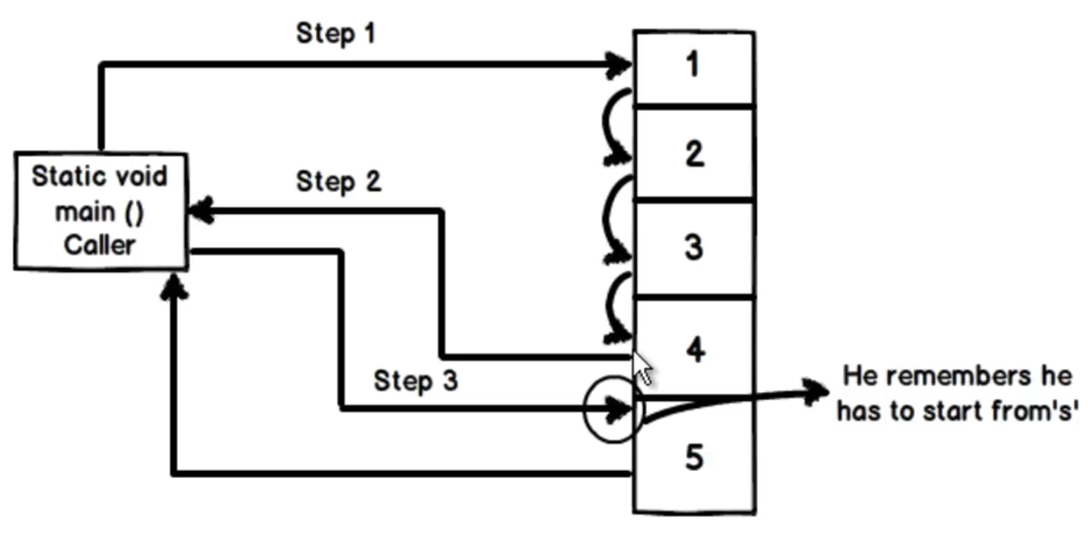 Step 1
1
2
Static void
main ()
Caller
Step 2
3
4
Step 3
He remembers he
has to start from's'
5